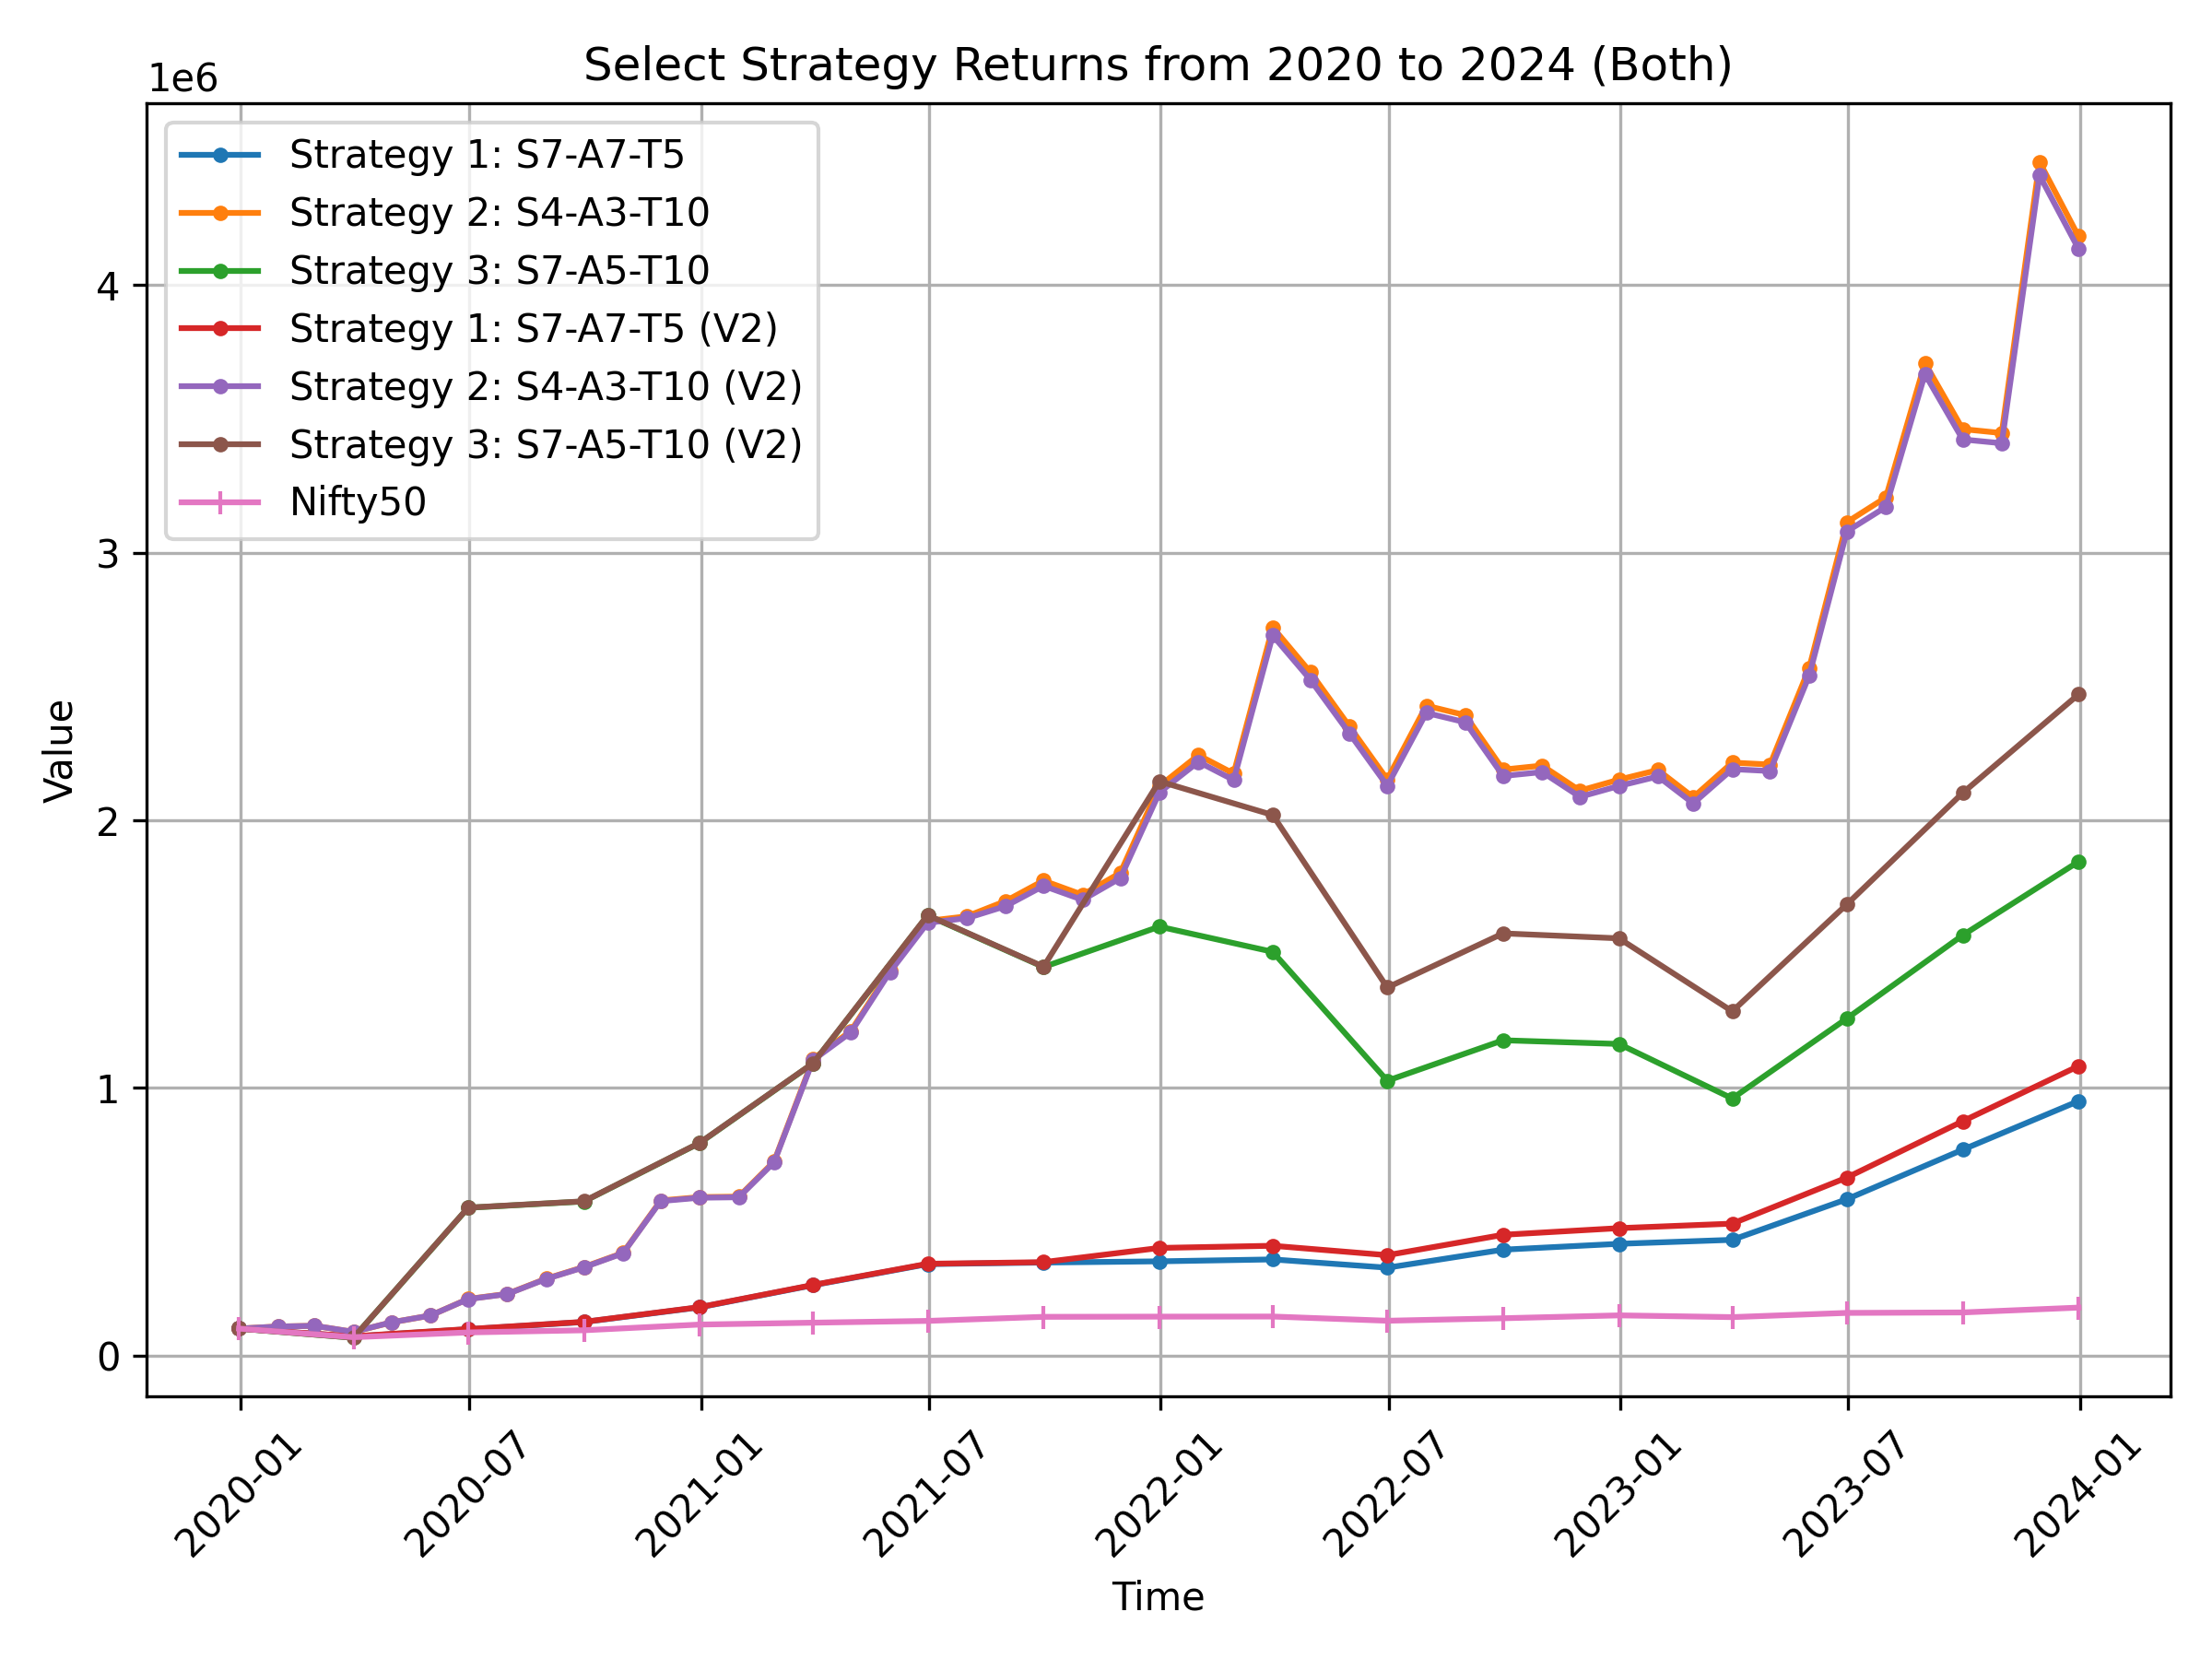 Select Strategy Returns from 2020 to 2024 (Both)
1e6
Strategy 1: S7-A7-T5
Strategy 2: S4-A3-T10
Strategy 3: S7-A5-T10
Strategy 1: S7-A7-T5 (V2)
Strategy 2: S4-A3-T10 (V2)
Strategy 3: S7-A5-T10 (V2)
Nifty50
Value
4
3
2
1
0
2020-01
2020-07
2021-01
2021-07
2022-01
2022-07
2023-01
2023-07
2024-01
Time